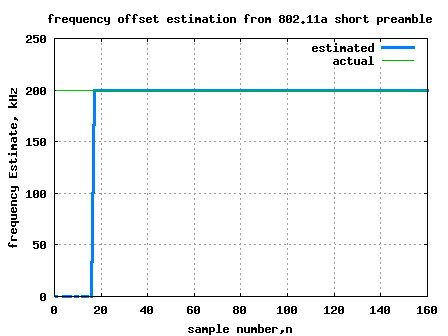 frequency offset estimation from 802.11a short preamble
estimated
actual
250
200
150
100
50
0
frequency Estimate, kHz
0 20 40 60 80 100 120 140 160
sample number,n